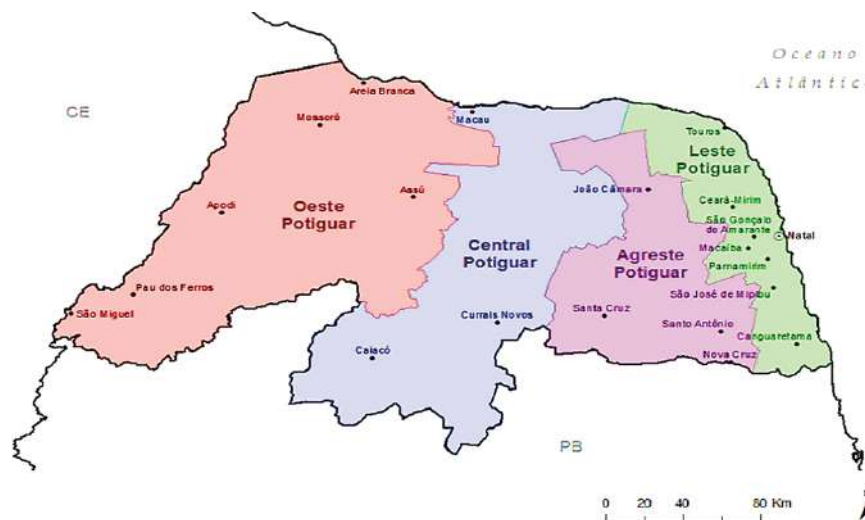 Oceano
Atlântico
CE
Areia Branca
Mossoró
Macau
Touros
Leste
Potiguar
João Câmara
Assú
Apodi
Oeste
Potiguar
Ceará-Mirim
São Gonçalo
do Amarante
Natal
Macaíba
Parnamirim
Central
Potiguar
Agreste
Potiguar
Pau dos Ferros
São Miguel
São José de Mipibu
Santa Cruz
Currais Novos
Santo Antônio
Canguaretama
Caicó
Nova Cruz
PB
0 20 40 80 Km